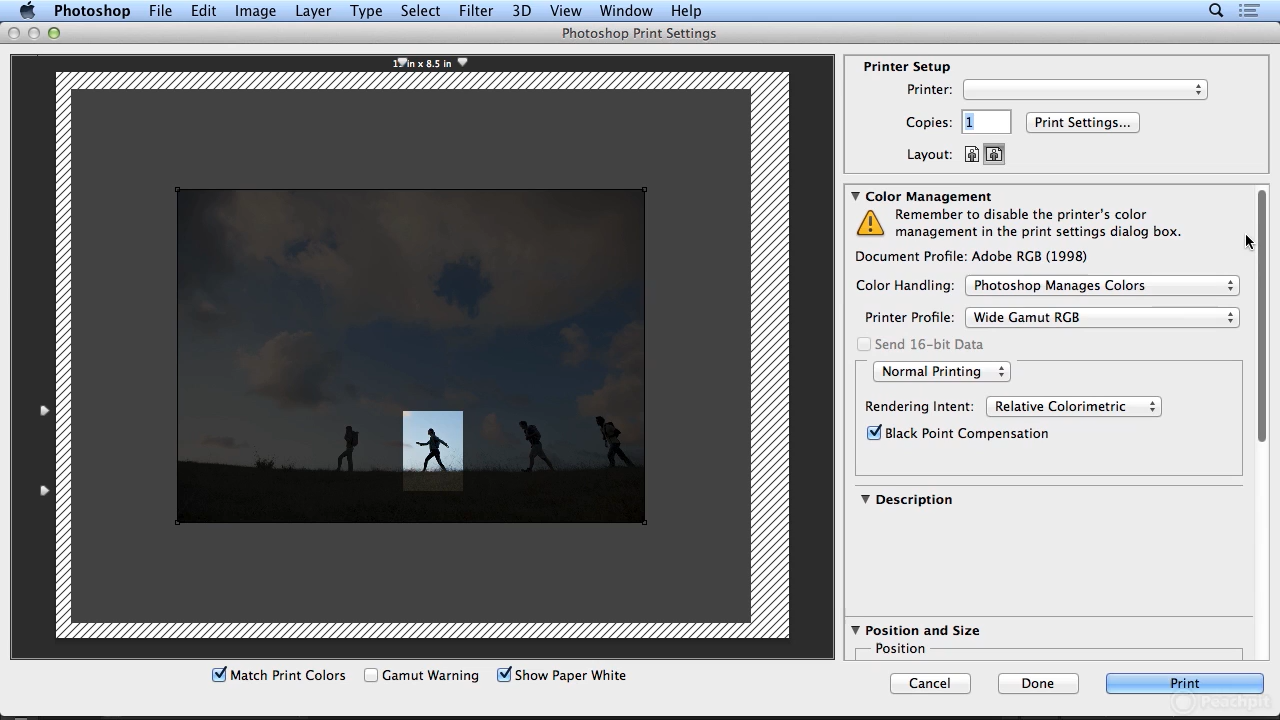 Photoshop File Edit Image Layer Type Select Filter 3D View Window Help
Photoshop Print Settings
in x 8.5 in
Printer Setup
Printer:
Copies: 1 Print Settings...
Layout:
Color Management
Remember to disable the printer's color
management in the print settings dialog box.
Document Profile: Adobe RGB (1998)
Color Handling: Photoshop Manages Colors
Printer Profile: Wide Gamut RGB
Send 16-bit Data
Normal Printing
Rendering Intent: Relative Colorimetric
Black Point Compensation
Description
Position and Size
Position
Match Print Colors Gamut Warning Show Paper White
Cancel Done Print
Peachpit